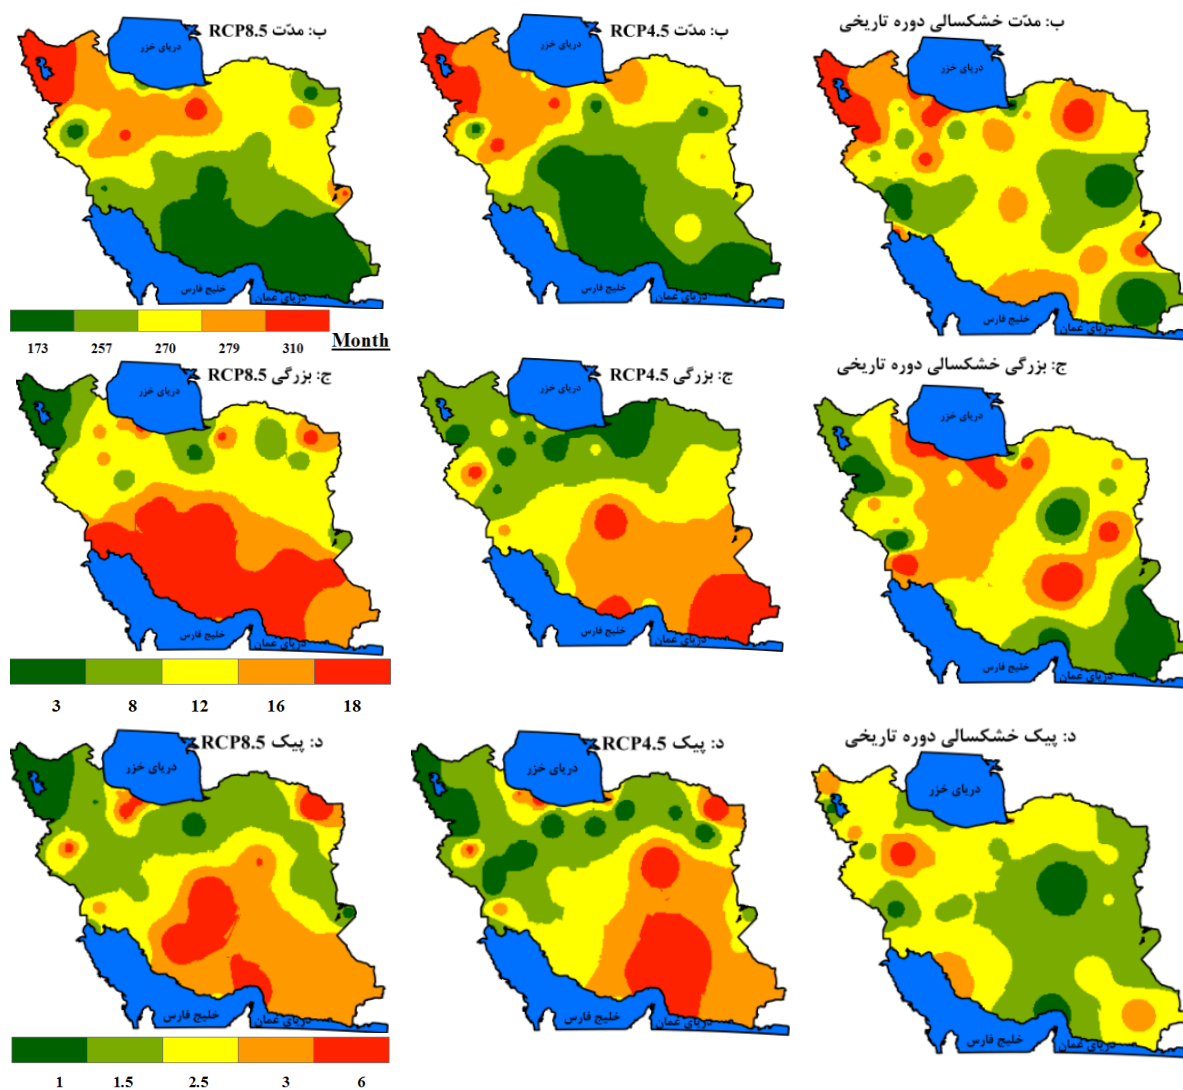 ب: مدّت خشکسالی دوره تاریخی
ب: مدّت RCP4.5
ب: مدّت RCP8.5
دریای خزر
دریای خزر
دریای خزر
خلیج فارس
دریای عمان
خلیج فارس
دریای عمان
خلیج فارس
دریای عمان
173 257 270 279 310 Month
ج: بزرگی خشکسالی دوره تاریخی
ج: بزرگی RCP4.5
ج: بزرگی RCP8.5
دریای خزر
دریای خزر
دریای خزر
خلیج فارس
دریای عمان
خلیج فارس
دریای عمان
خلیج فارس
دریای عمان
3 8 12 16 18
د: پیک خشکسالی دوره تاریخی
د: پیک RCP4.5
د: پیک RCP8.5
دریای خزر
دریای خزر
دریای خزر
خلیج فارس
دریای عمان
خلیج فارس
دریای عمان
خلیج فارس
دریای عمان
1 1.5 2.5 3 6